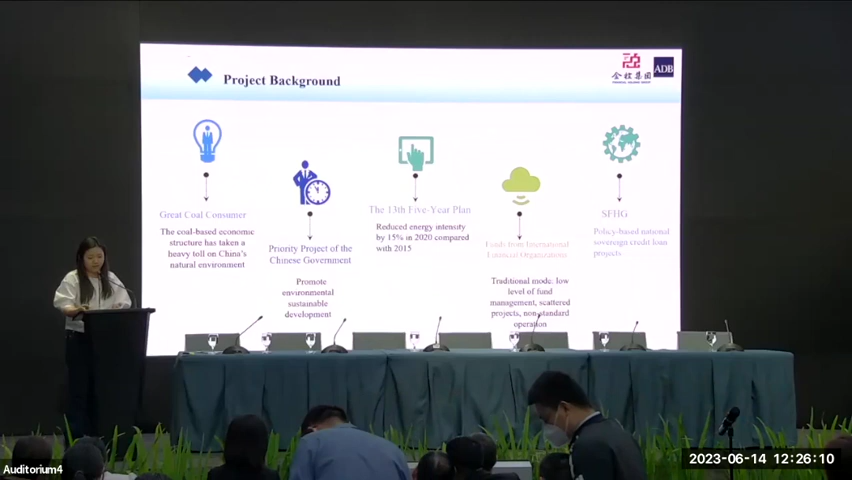 Project Background
金控集团
ADB
Great Coal Consumer
The coal-based economic
structure has taken a
heavy toll on China's
natural environment
Priority Project of the
Chinese Government
Promote
environmental
sustainable
development
The 13th Five-Year Plan
Reduced energy intensity
by 15% in 2020 compared
with 2015
Funds from International
Financial Organizations
Traditional mode: low
level of fund
management, scattered
projects, non-standard
operation
SFHG
Policy-based national
sovereign credit loan
projects
Auditorium4
2023-06-14 12:26:10